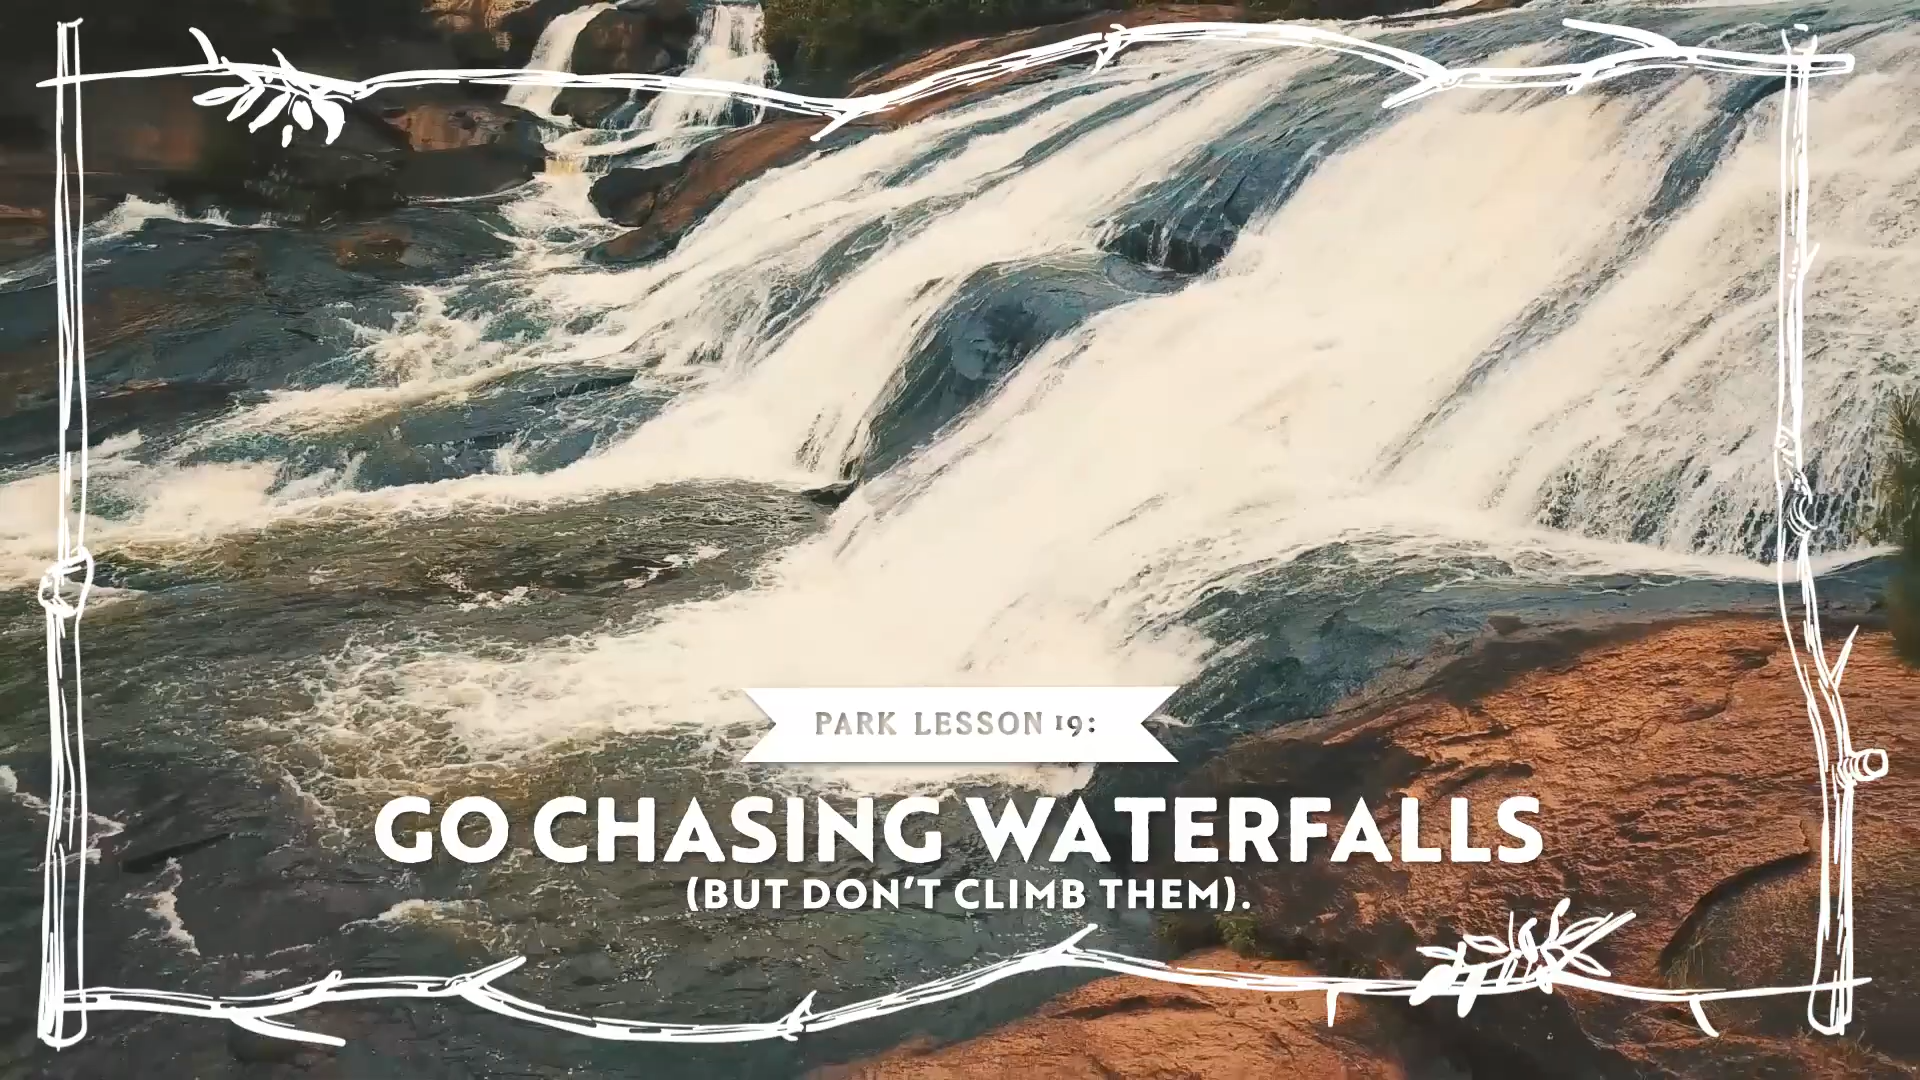 PARK LESSON 19:
GO CHASING WATERFALLS
(BUT DON'T CLIMB THEM).